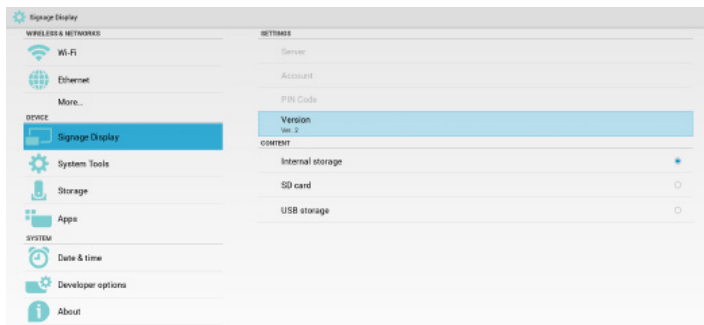 Signage Display
WIRELESS & NETWORKS
Wi-Fi
Ethernet
More...
DEVICE
Signage Display
System Tools
Storage
Apps
SYSTEM
Date & time
Developer options
About
SETTINGS
Server
Account
PIN Code
Version
Ver. 2
CONTENT
Internal storage
SD card
USB storage